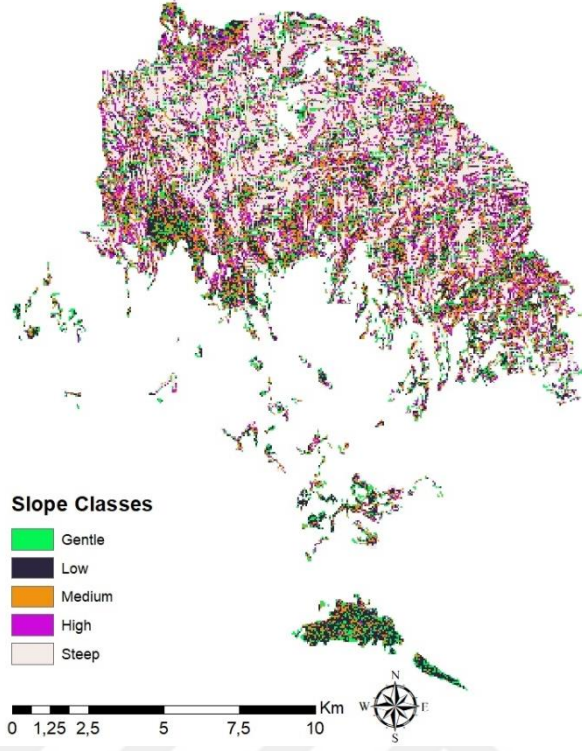 Slope Classes
Gentle
Low
Medium
High
Steep
N
W E
S
Km
0 1,25 2,5 5 7,5 10